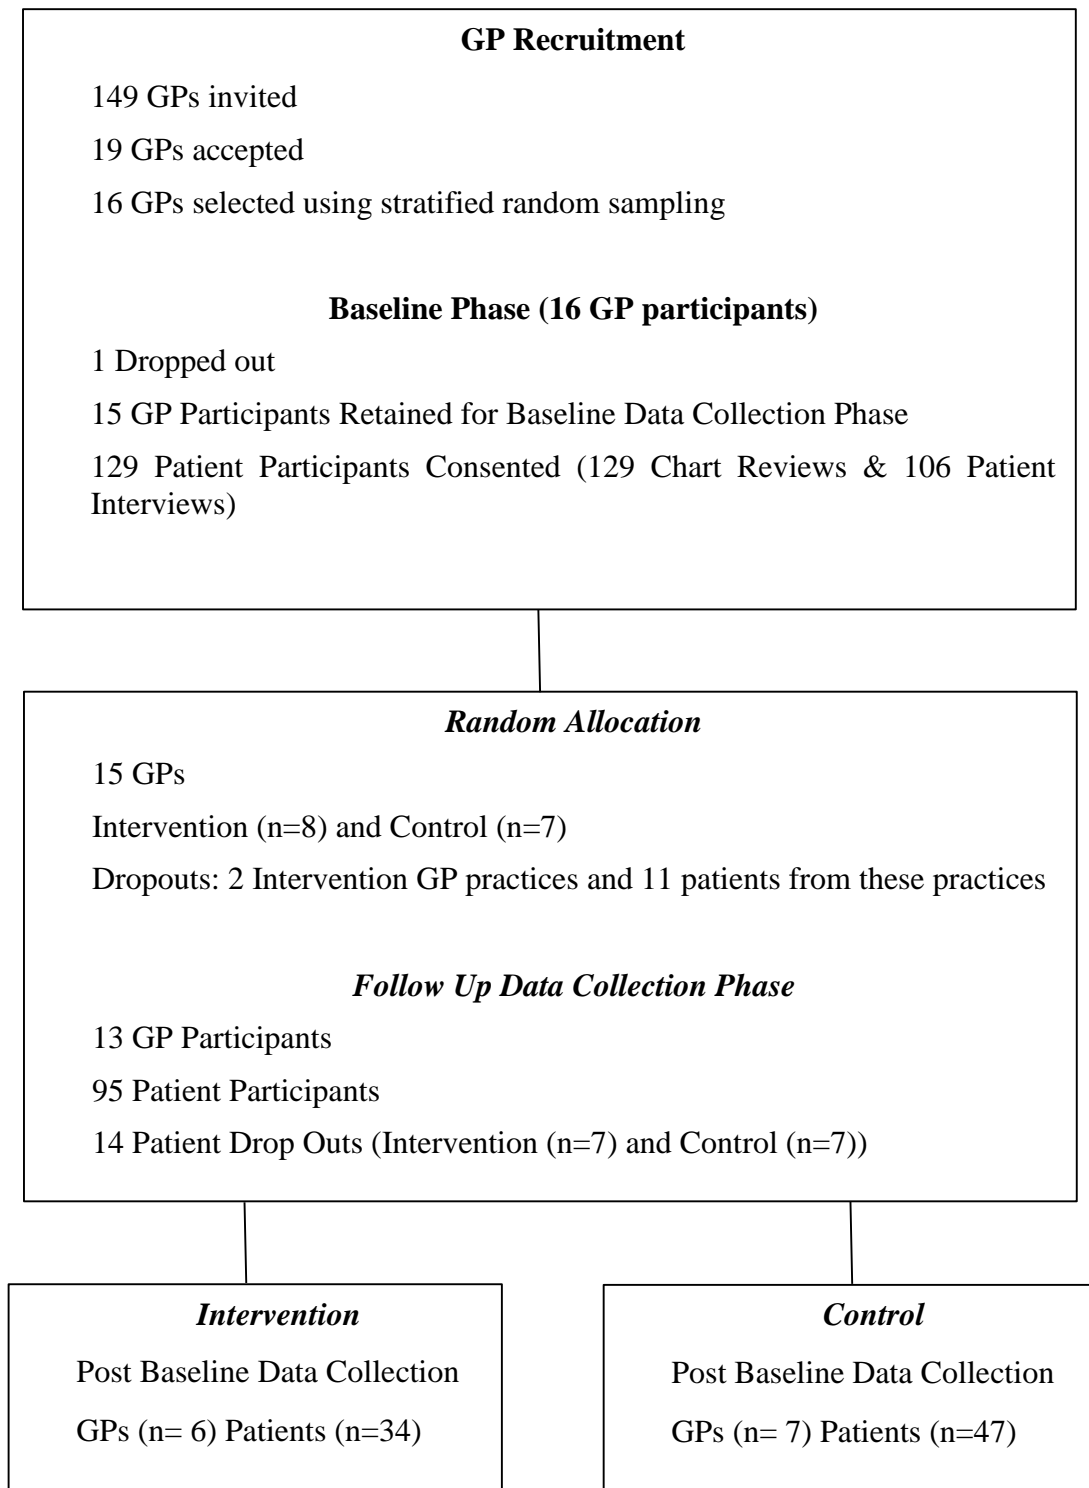 GP Recruitment
149 GPs invited
19 GPs accepted
16 GPs selected using stratified random sampling
Baseline Phase (16 GP participants)
1 Dropped out
15 GP Participants Retained for Baseline Data Collection Phase
129 Patient Participants Consented (129 Chart Reviews & 106 Patient
Interviews)
Random Allocation
15 GPs
Intervention (n=8) and Control (n=7)
Dropouts: 2 Intervention GP practices and 11 patients from these practices
Follow Up Data Collection Phase
13 GP Participants
95 Patient Participants
14 Patient Drop Outs (Intervention (n=7) and Control (n=7))
Intervention
Post Baseline Data Collection
GPs (n= 6) Patients (n=34)
Control
Post Baseline Data Collection
GPs (n= 7) Patients (n=47)